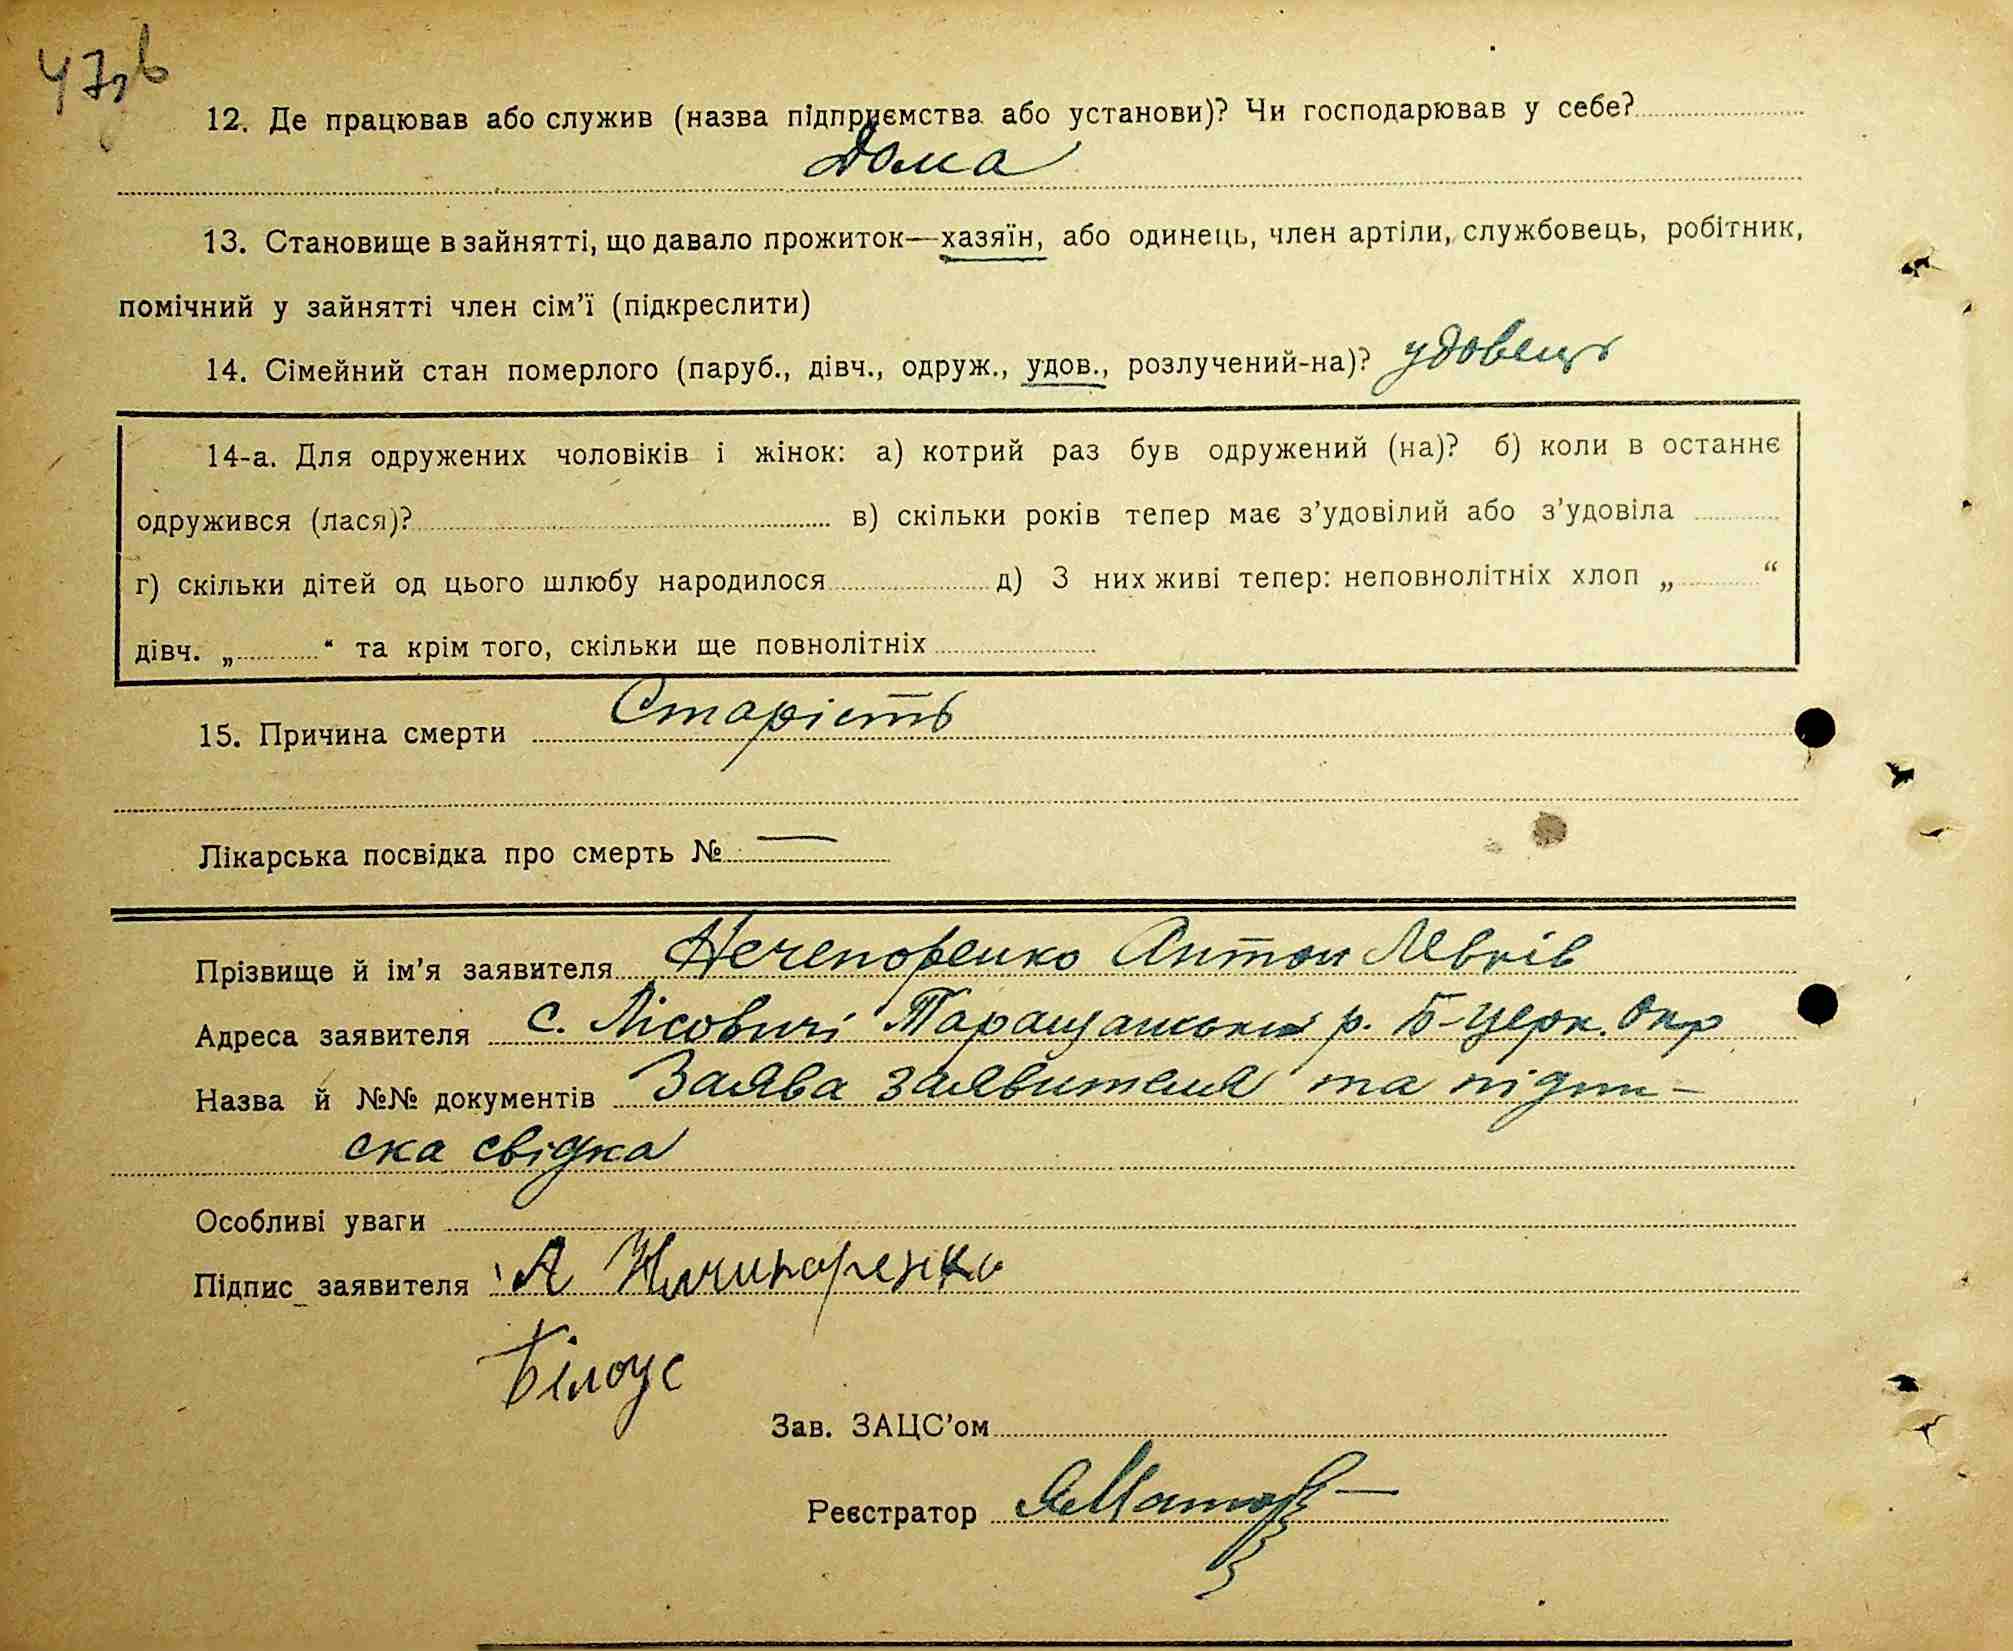 47зв
12. Де працював або служив (назва підприємства або установи)? Чи господарював у себе?
Дома
13. Становище в зайнятті, що давало прожиток—хазяїн, або одинець, член артіли, службовець, робітник,
помічний у зайнятті член сім'ї (підкреслити)
14. Сімейний стан померлого (паруб., дівч., одруж., удов., розлучений-на)? удовець
14-а. Для одружених чоловіків і жінок: а) котрий раз був одружений (на)? б) коли в останнє
одружився (лася)? в) скільки років тепер має з'удовілий або з'удовіла
г) скільки дітей од цього шлюбу народилося д) З них живі тепер: неповнолітніх хлоп „ “
дівч. „ “ та крім того, скільки ще повнолітніх
15. Причина смерти Старість
Лікарська посвідка про смерть № —
Прізвище й ім'я заявителя Нечепоренко Антон Левків
Адреса заявителя с. Лісовичі Таращанськ р. Б-Церк. Окр
Назва й №№ документів Заява заявителя та підпи-
ска свідка
Особливі уваги
Підпис заявителя А Ничипоренко
Білоус
Зав. ЗАЦС'ом
Реєстратор